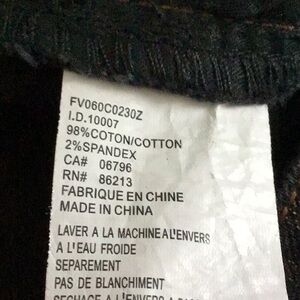 FV060C0230Z
I.D.10007
98%COTON/COTTON
2%SPANDEX
CA# 06796
RN# 86213
FABRIQUE EN CHINE
MADE IN CHINA
LAVER A LA MACHINE A L'ENVERS
A L'EAU FROIDE
SEPAREMENT
PAS DE BLANCHIMENT
SECHAGE A